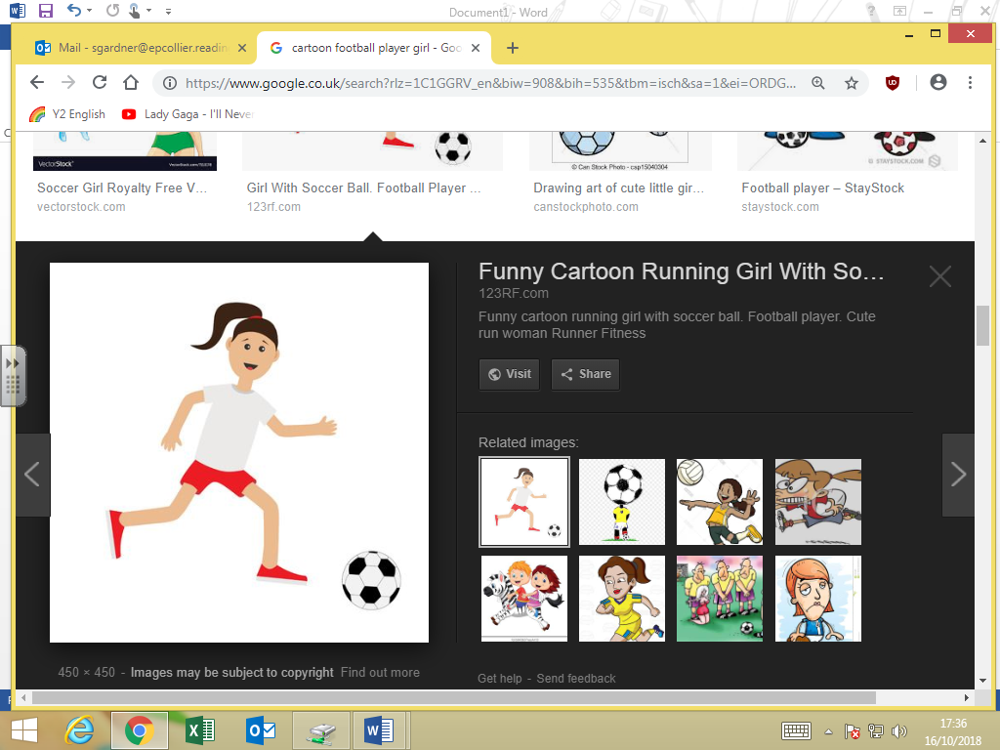 Document1 - Word
Mail - sgardner@epcollier.readin
cartoon football player girl - Goo
https://www.google.co.uk/search?rlz=1C1GGRV_en&biw=908&bih=535&tbm=isch&sa=1&ei=ORDG...
Y2 English
Lady Gaga - I'll Never
VectorStock
© Can Stock Photo - csp15040304
© STAYSTOCK.COM
Soccer Girl Royalty Free V...
Girl With Soccer Ball. Football Player ...
Drawing art of cute little gir...
Football player – StayStock
vectorstock.com
123rf.com
canstockphoto.com
staystock.com
Funny Cartoon Running Girl With So...
123RF.com
Funny cartoon running girl with soccer ball. Football player. Cute
run woman Runner Fitness
Visit
Share
Related images:
450 × 450 - Images may be subject to copyright Find out more
Get help - Send feedback
17:36
16/10/2018